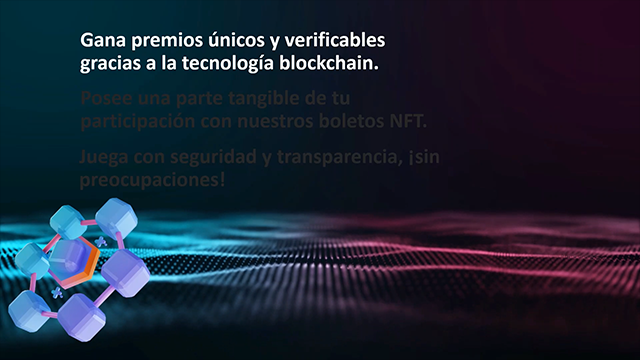 Gana premios únicos y verificables
gracias a la tecnología blockchain.
Posee una parte tangible de tu
participación con nuestros boletos NFT.
Juega con seguridad y transparencia, ¡sin
preocupaciones!